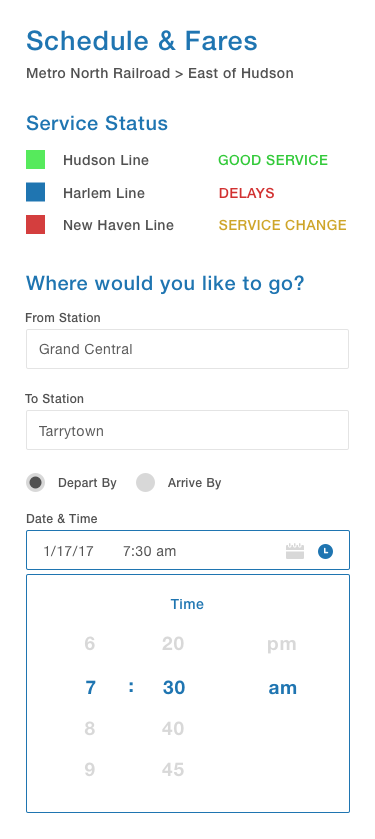 Schedule & Fares
Metro North Railroad > East of Hudson
Service Status
Hudson Line GOOD SERVICE
Harlem Line DELAYS
New Haven Line SERVICE CHANGE
Where would you like to go?
From Station
Grand Central
To Station
Tarrytown
Depart By Arrive By
Date & Time
1/17/17 7:30 am
Time
6 20 pm
7 : 30 am
8 40
9 45